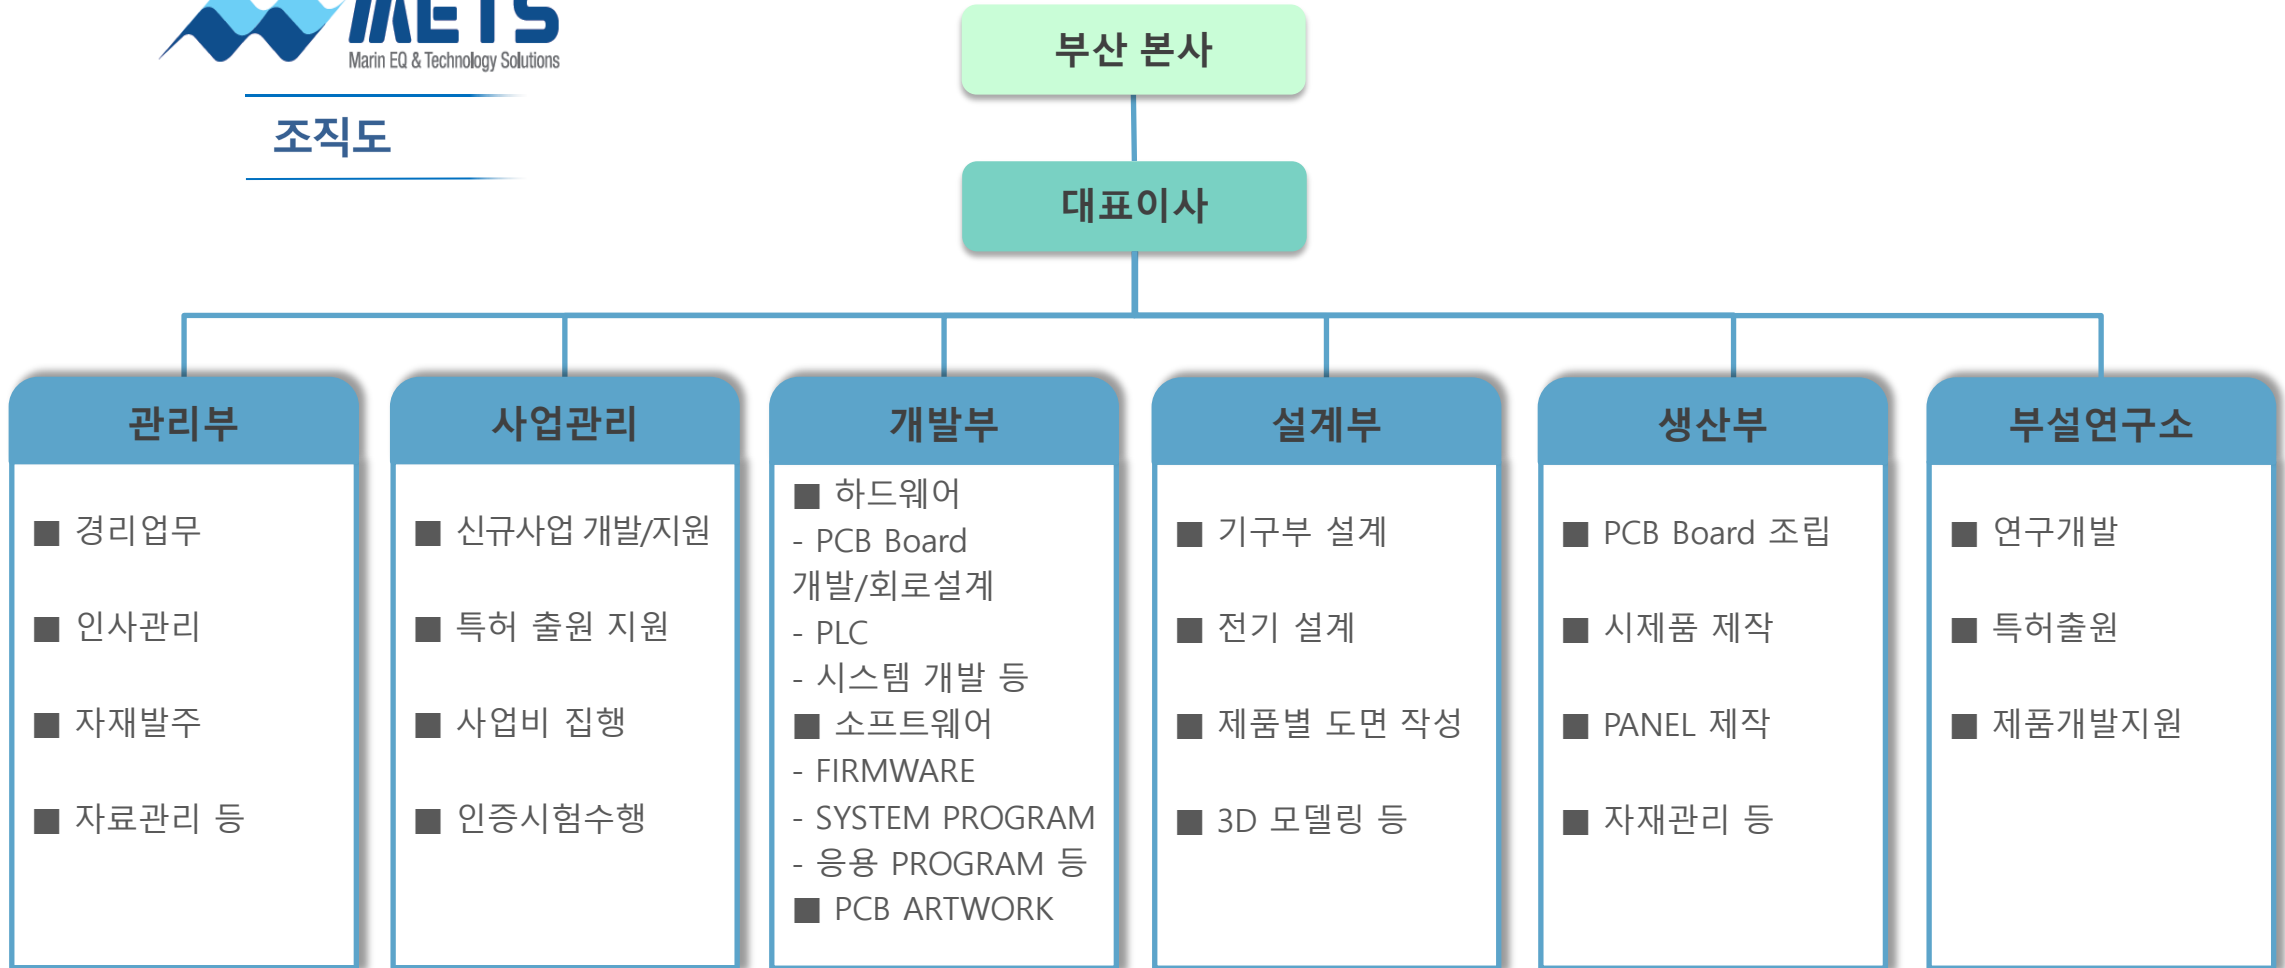 METS
Marin EQ & Technology Solutions
조직도
부산 본사
대표이사
관리부
■ 경리업무
■ 인사관리
■ 자재발주
■ 자료관리 등
사업관리
■ 신규사업 개발/지원
■ 특허 출원 지원
■ 사업비 집행
■ 인증시험수행
개발부
■ 하드웨어
- PCB Board
개발/회로설계
- PLC
- 시스템 개발 등
■ 소프트웨어
- FIRMWARE
- SYSTEM PROGRAM
- 응용 PROGRAM 등
■ PCB ARTWORK
설계부
■ 기구부 설계
■ 전기 설계
■ 제품별 도면 작성
■ 3D 모델링 등
생산부
■ PCB Board 조립
■ 시제품 제작
■ PANEL 제작
■ 자재관리 등
부설연구소
■ 연구개발
■ 특허출원
■ 제품개발지원